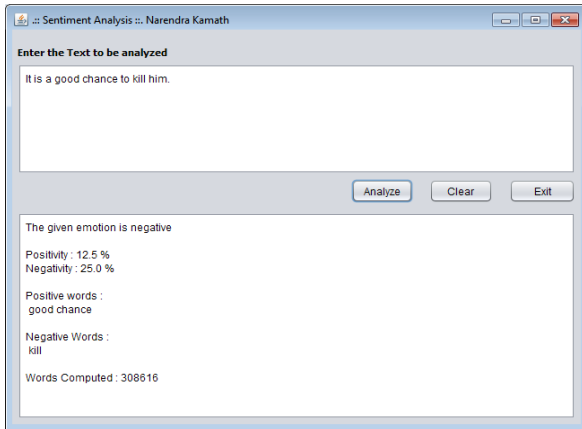 .:: Sentiment Analysis ::. Narendra Kamath
Enter the Text to be analyzed
It is a good chance to kill him.
Analyze Clear Exit
The given emotion is negative
Positivity : 12.5 %
Negativity : 25.0 %
Positive words :
good chance
Negative Words :
kill
Words Computed : 308616